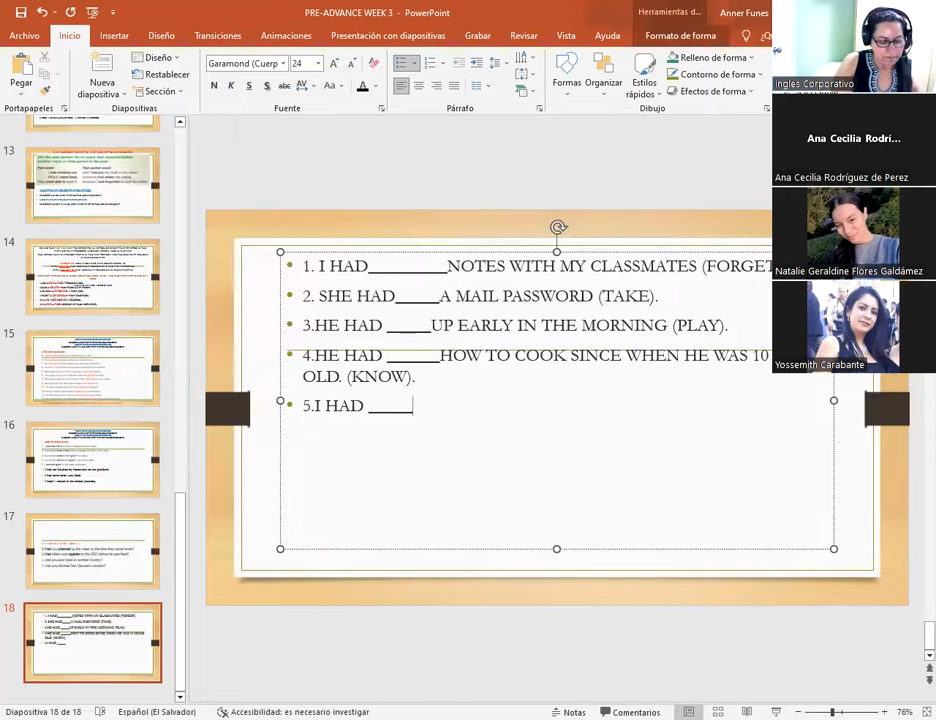 PRE-ADVANCE WEEK 3 - PowerPoint
Herramientas d...
Anner Funes
Archivo
Inicio
Insertar
Diseño
Transiciones
Animaciones
Presentación con diapositivas
Grabar
Revisar
Vista
Ayuda
Formato de forma
Pegar
Nueva
diapositiva
Diseño
Restablecer
Sección
Garamond (Cuerp
24
N K S abc AV Aa A
Formas
Organizar
Estilos
rápidos
Relleno de forma
Contorno de forma
Efectos de forma
Portapapeles
Diapositivas
Fuente
Párrafo
Dibujo
Ingles Corporativo
Ana Cecilia Rodrí...
Ana Cecilia Rodríguez de Perez
Natalie Geraldine Flores Galdámez
Yossemith Carabante
13
14
15
16
17
18
• 1. I HAD_________NOTES WITH MY CLASSMATES (FORGET
• 2. SHE HAD_____A MAIL PASSWORD (TAKE).
• 3.HE HAD _____UP EARLY IN THE MORNING (PLAY).
• 4.HE HAD ______HOW TO COOK SINCE WHEN HE WAS 10
OLD. (KNOW).
• 5.I HAD _____
Diapositiva 18 de 18
Español (El Salvador)
Accesibilidad: es necesario investigar
Notas
Comentarios
76%